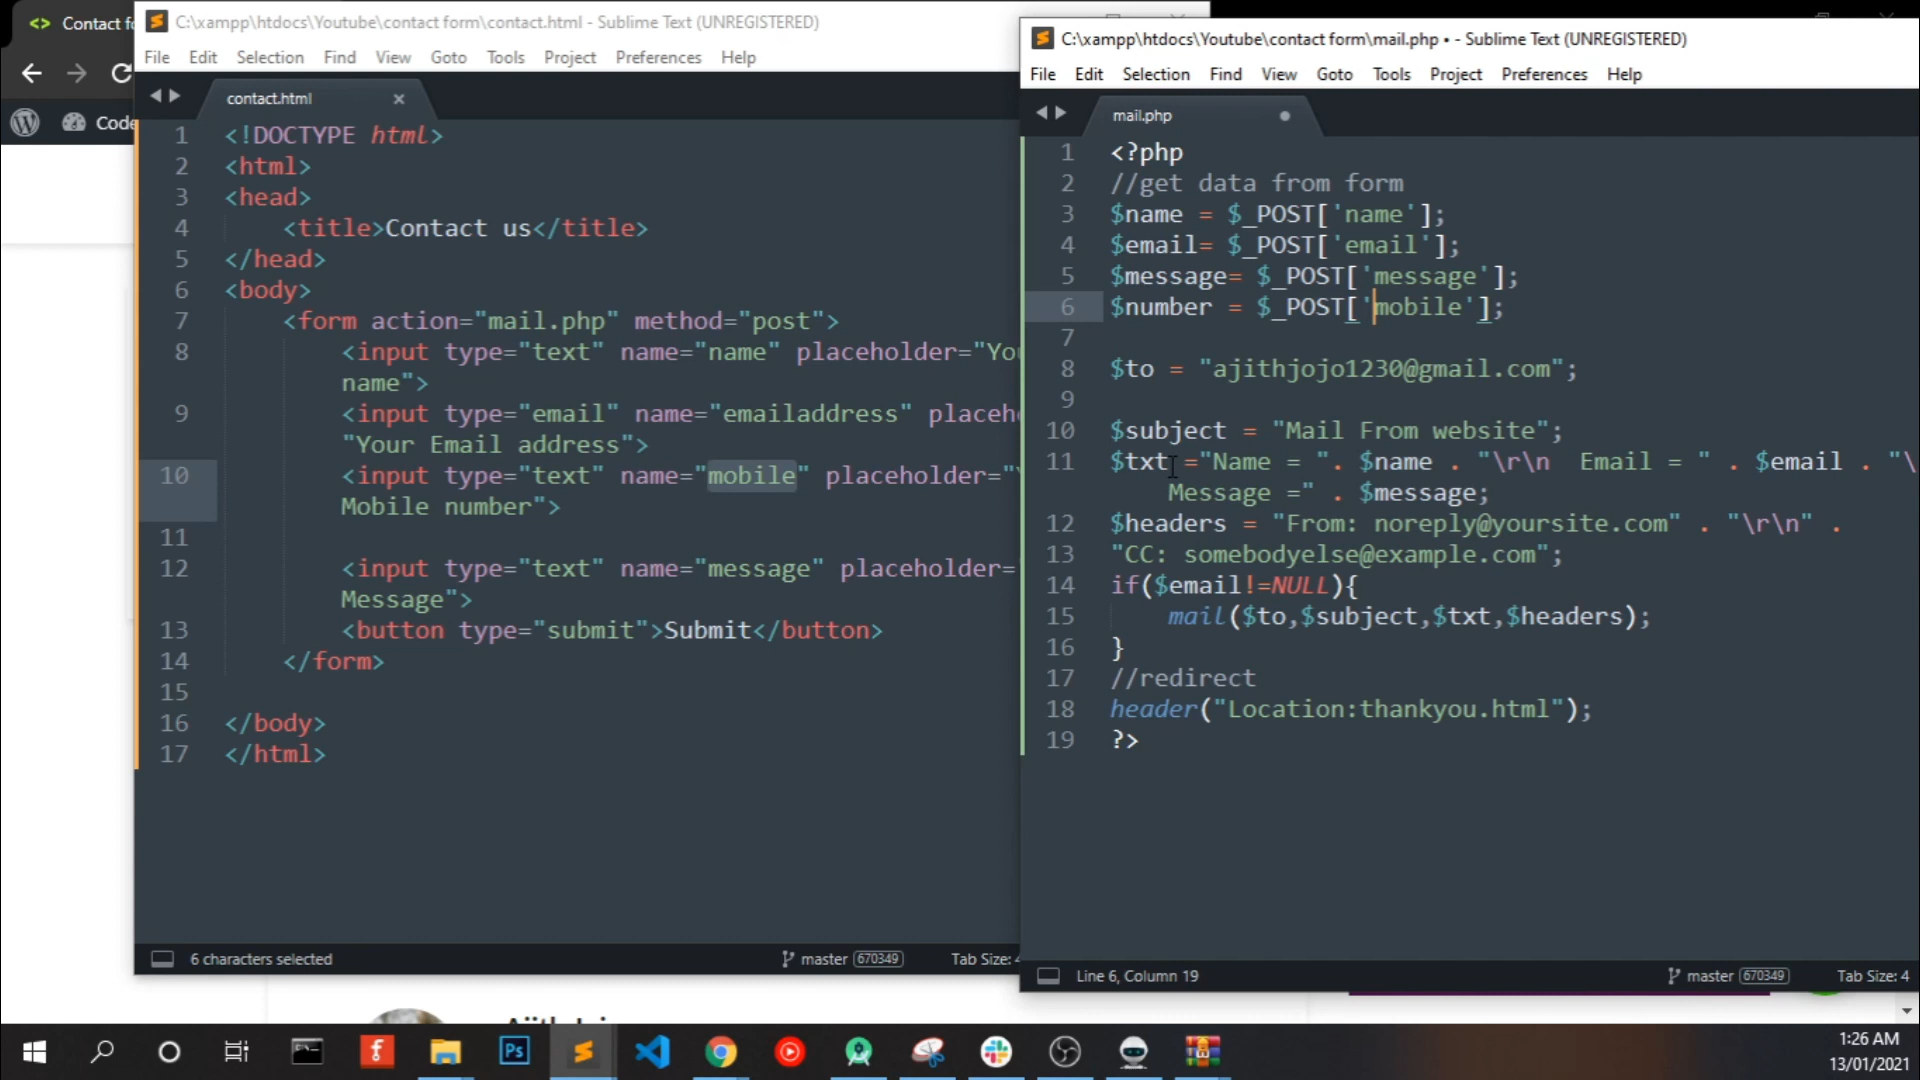 Contact fo
C:\xampp\htdocs\Youtube\contact form\contact.html - Sublime Text (UNREGISTERED)
File Edit Selection Find View Goto Tools Project Preferences Help
Code
contact.html
1 <!DOCTYPE html>
2 <html>
3 <head>
4 <title>Contact us</title>
5 </head>
6 <body>
7 <form action="mail.php" method="post">
8 <input type="text" name="name" placeholder="You
name">
9 <input type="email" name="emailaddress" placeh
"Your Email address">
10 <input type="text" name="mobile" placeholder="
Mobile number">
11
12 <input type="text" name="message" placeholder=
Message">
13 <button type="submit">Submit</button>
14 </form>
15
16 </body>
17 </html>
6 characters selected
master 670349
Tab Size: 4
C:\xampp\htdocs\Youtube\contact form\mail.php • - Sublime Text (UNREGISTERED)
File Edit Selection Find View Goto Tools Project Preferences Help
mail.php
1 <?php
2 //get data from form
3 $name = $_POST['name'];
4 $email= $_POST['email'];
5 $message= $_POST['message'];
6 $number = $_POST['mobile'];
7
8 $to = "ajithjojo1230@gmail.com";
9
10 $subject = "Mail From website";
11 $txt ="Name = ". $name . "\r\n  Email = " . $email . "\
Message =" . $message;
12 $headers = "From: noreply@yoursite.com" . "\r\n" .
13 "CC: somebodyelse@example.com";
14 if($email!=NULL){
15 mail($to,$subject,$txt,$headers);
16 }
17 //redirect
18 header("Location:thankyou.html");
19 ?>
Line 6, Column 19
master 670349
Tab Size: 4
Ps
1:26 AM
13/01/2021